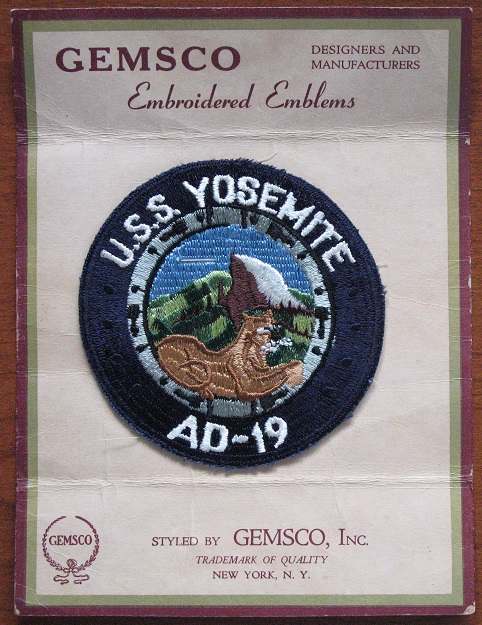 GEMSCO
DESIGNERS AND
MANUFACTURERS
Embroidered Emblems
U.S.S. YOSEMITE
AD-19
GEMSCO
STYLED BY GEMSCO, INC.
TRADEMARK OF QUALITY
NEW YORK, N. Y.